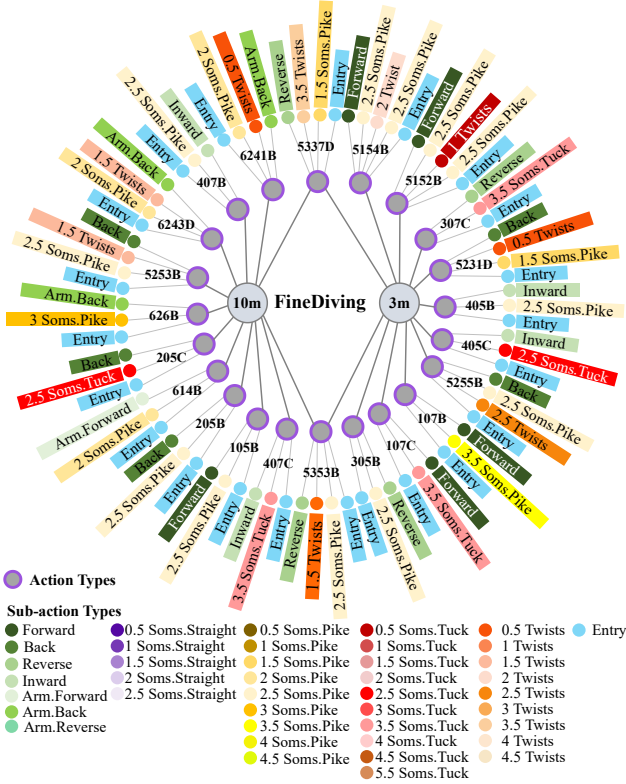 Reverse
3.5 Twists
1.5 Soms.Pike
Entry
5337D
Forward
2.5 Soms.Pike
2 Twist
2.5 Soms.Pike
Entry
5154B
Forward
2.5 Soms.Pike
1 Twists
2.5 Soms.Pike
Entry
5152B
Reverse
3.5 Soms.Tuck
Entry
307C
Back
0.5 Twists
1.5 Soms.Pike
Entry
5231D
Inward
2.5 Soms.Pike
Entry
405B
Inward
2.5 Soms.Tuck
Entry
405C
Back
2.5 Soms.Pike
2.5 Twists
Entry
5255B
Forward
3.5 Soms.Pike
Entry
107B
Forward
3.5 Soms.Tuck
Entry
107C
Reverse
2.5 Soms.Pike
Entry
305B
Entry
2.5 Soms.Pike
1.5 Twists
Reverse
5353B
Entry
3.5 Soms.Tuck
Inward
407C
Entry
2.5 Soms.Pike
Forward
105B
Entry
2.5 Soms.Pike
Back
205B
Entry
2 Soms.Pike
Arm.Forward
614B
Entry
2.5 Soms.Tuck
Back
205C
Entry
3 Soms.Pike
Arm.Back
626B
Entry
2.5 Soms.Pike
1.5 Twists
Back
5253B
Entry
2 Soms.Pike
1.5 Twists
Arm.Back
6243D
Entry
2.5 Soms.Pike
Inward
407B
Entry
2 Soms.Pike
0.5 Twists
Arm.Back
6241B
10m
FineDiving
3m
Action Types
Sub-action Types
Forward
Back
Reverse
Inward
Arm.Forward
Arm.Back
Arm.Reverse
0.5 Soms.Straight
1 Soms.Straight
1.5 Soms.Straight
2 Soms.Straight
2.5 Soms.Straight
0.5 Soms.Pike
1 Soms.Pike
1.5 Soms.Pike
2 Soms.Pike
2.5 Soms.Pike
3 Soms.Pike
3.5 Soms.Pike
4 Soms.Pike
4.5 Soms.Pike
0.5 Soms.Tuck
1 Soms.Tuck
1.5 Soms.Tuck
2 Soms.Tuck
2.5 Soms.Tuck
3 Soms.Tuck
3.5 Soms.Tuck
4 Soms.Tuck
4.5 Soms.Tuck
5.5 Soms.Tuck
0.5 Twists
1 Twists
1.5 Twists
2 Twists
2.5 Twists
3 Twists
3.5 Twists
4 Twists
4.5 Twists
Entry